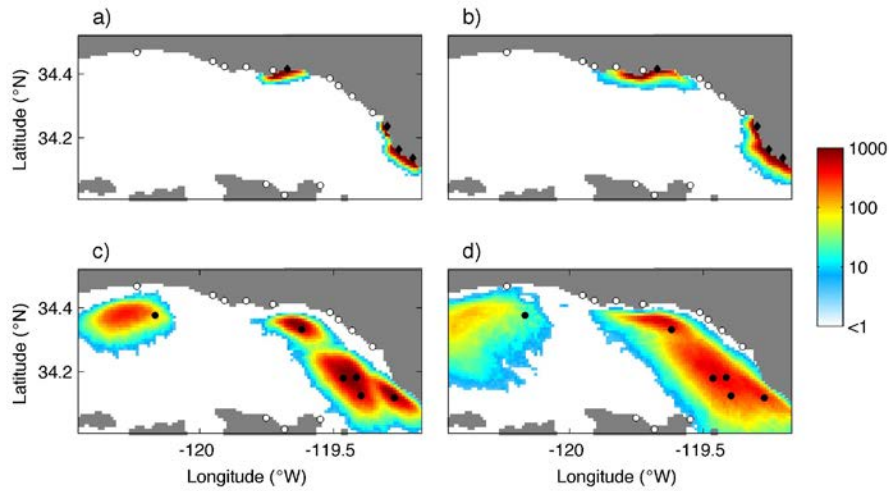 a)
b)
34.4
34.2
Latitude (°N)
1000
100
10
<1
c)
d)
34.4
34.2
Latitude (°N)
-120
-119.5
-120
-119.5
Longitude (°W)
Longitude (°W)